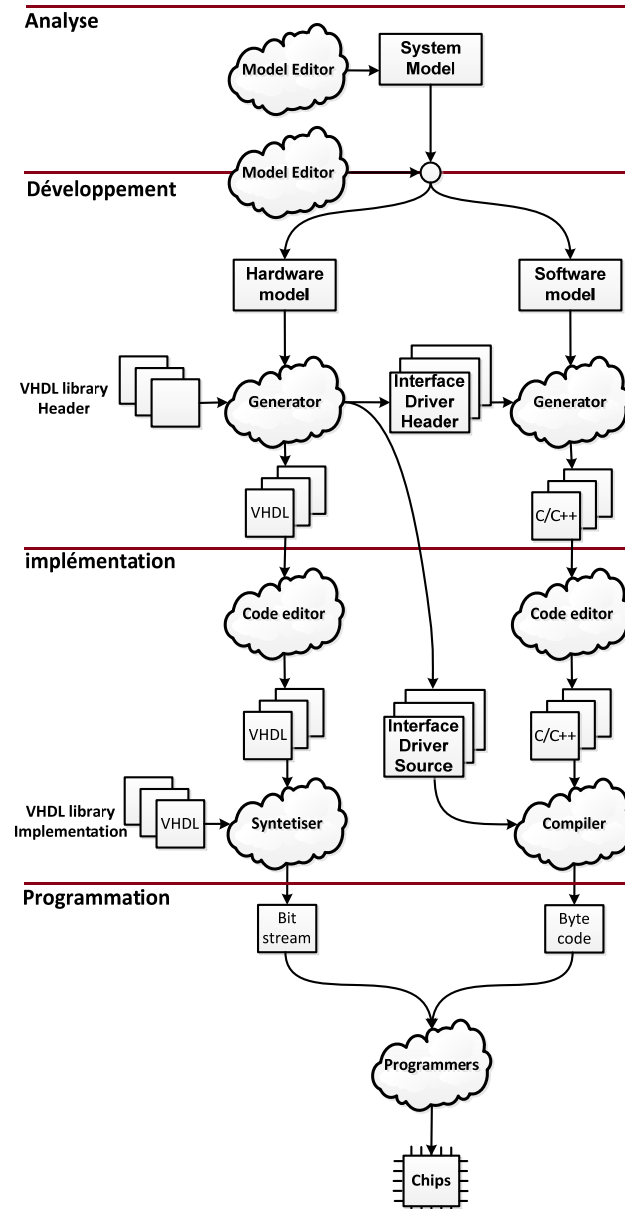 Analyse
Model Editor
System
Model
Model Editor
Développement
Hardware
model
Software
model
VHDL library
Header
Generator
Interface
Driver
Header
Generator
VHDL
C/C++
implémentation
Code editor
Code editor
VHDL
Interface
Driver
Source
C/C++
VHDL library
Implementation
VHDL
Syntetiser
Compiler
Programmation
Bit
stream
Byte
code
Programmers
Chips